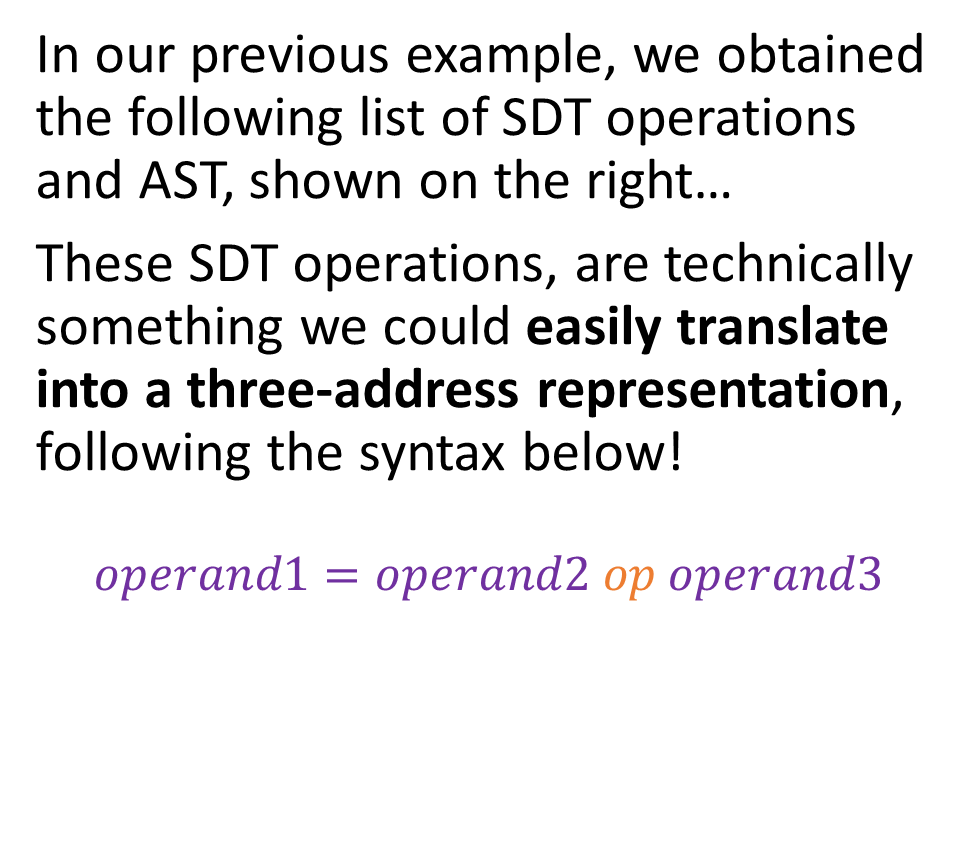 In our previous example, we obtained
the following list of SDT operations
and AST, shown on the right…
These SDT operations, are technically
something we could easily translate
into a three-address representation,
following the syntax below!
operand1 = operand2 op operand3